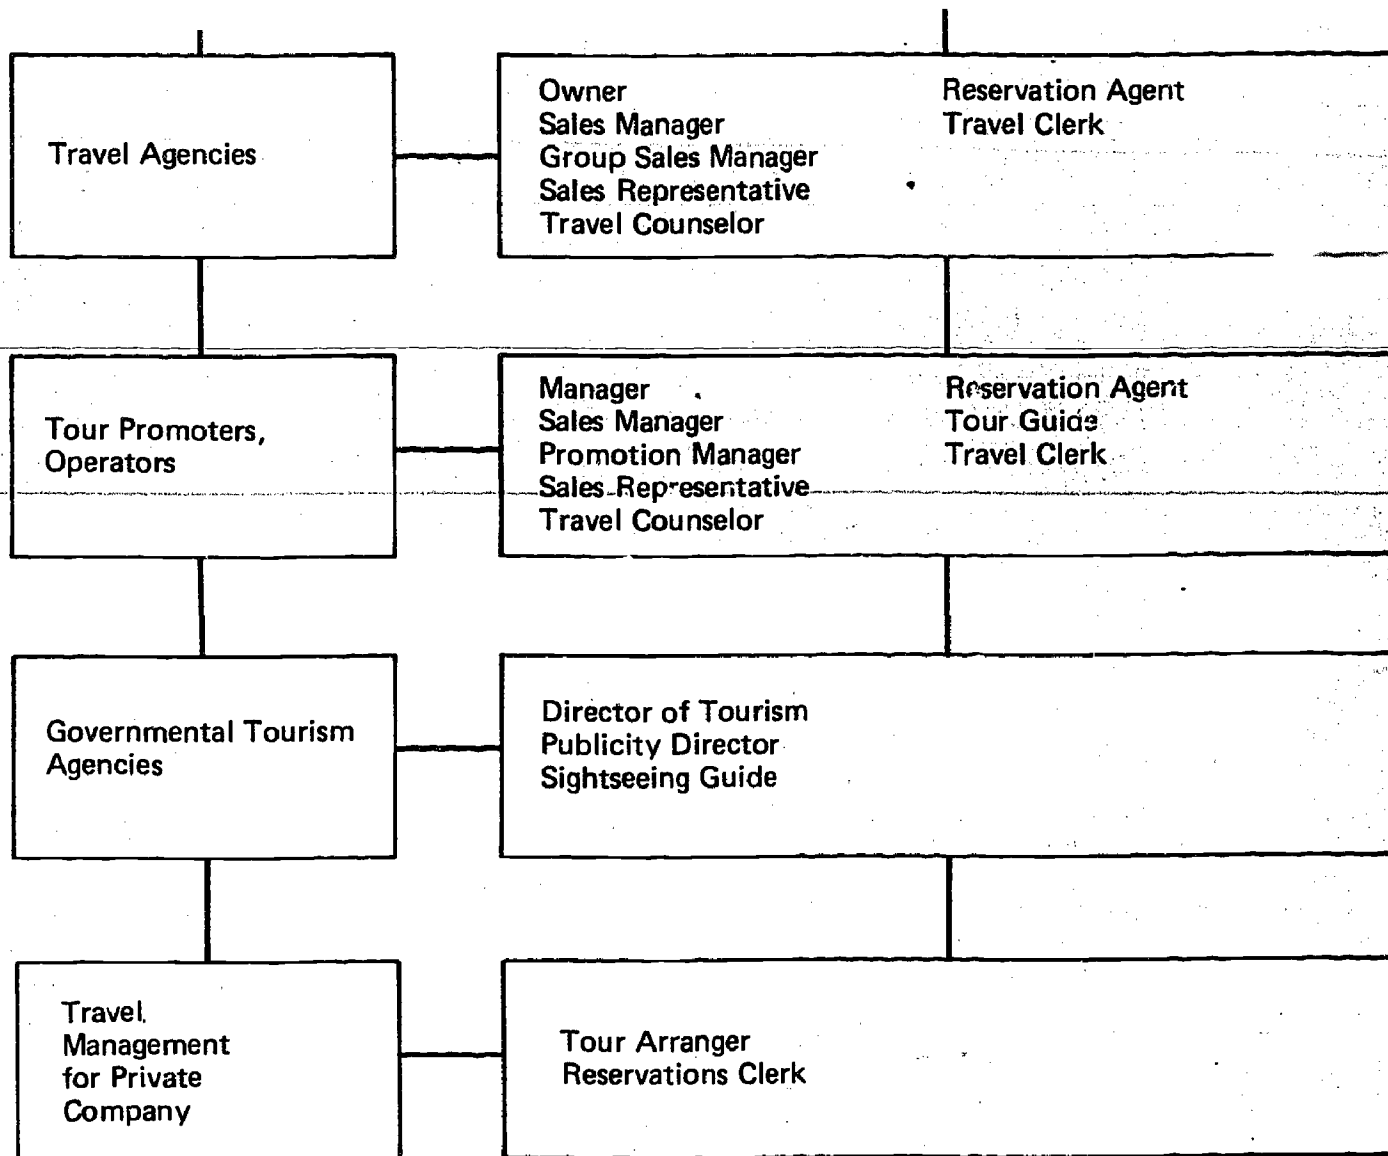 Travel Agencies
Owner
Sales Manager
Group Sales Manager
Sales Representative
Travel Counselor
Reservation Agent
Travel Clerk
Tour Promoters,
Operators
Manager
Sales Manager
Promotion Manager
Sales Representative
Travel Counselor
Reservation Agent
Tour Guide
Travel Clerk
Governmental Tourism
Agencies
Director of Tourism
Publicity Director
Sightseeing Guide
Travel
Management
for Private
Company
Tour Arranger
Reservations Clerk